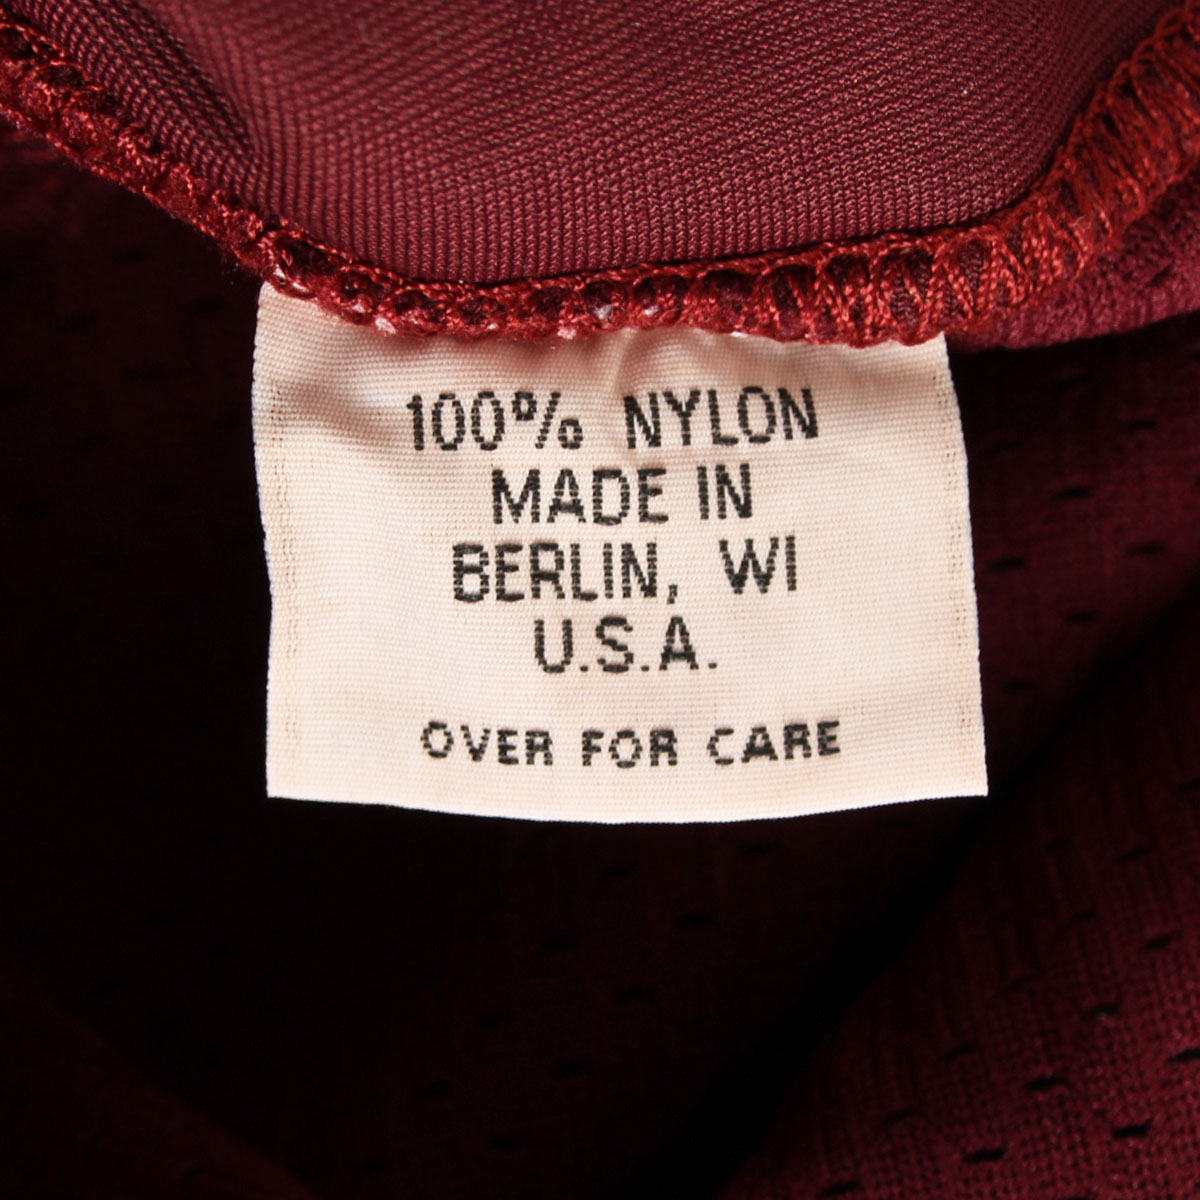 100% NYLON
MADE IN
BERLIN, WI
U.S.A.
OVER FOR CARE